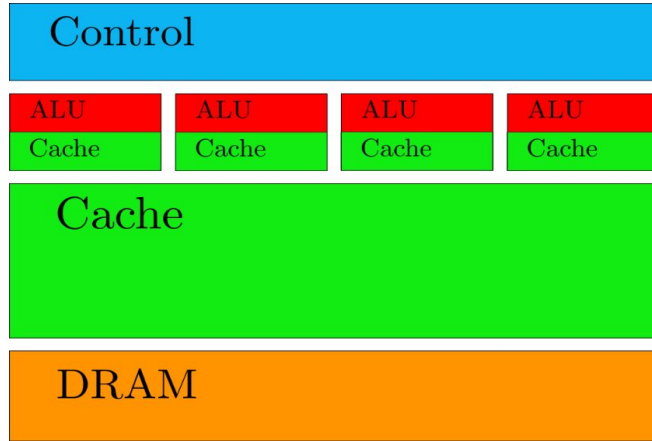 Control
ALU ALU ALU ALU
Cache Cache Cache Cache
Cache
DRAM